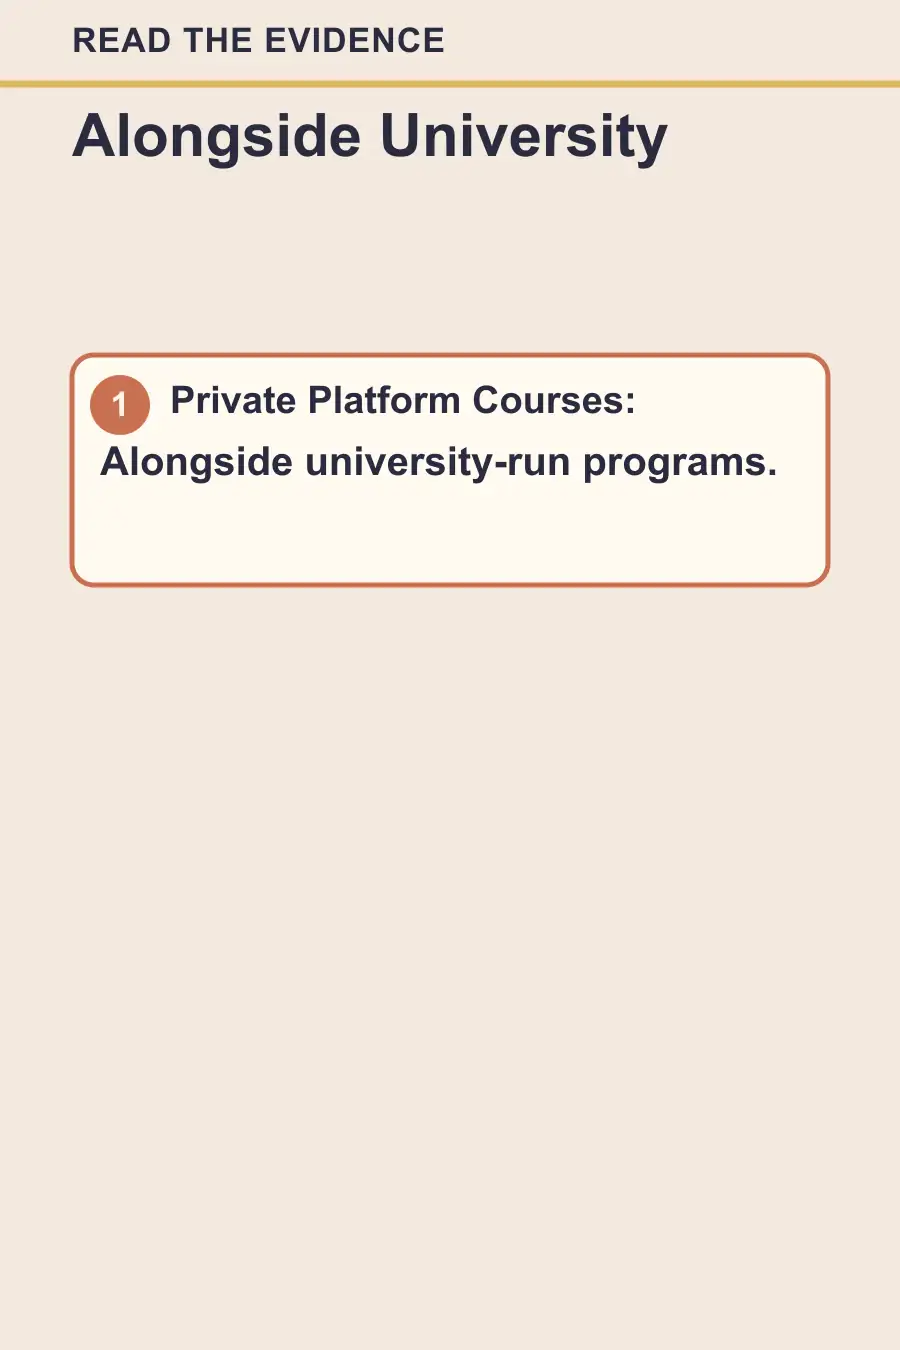 READ THE EVIDENCE
Alongside University
1 Private Platform Courses:
Alongside university-run programs.